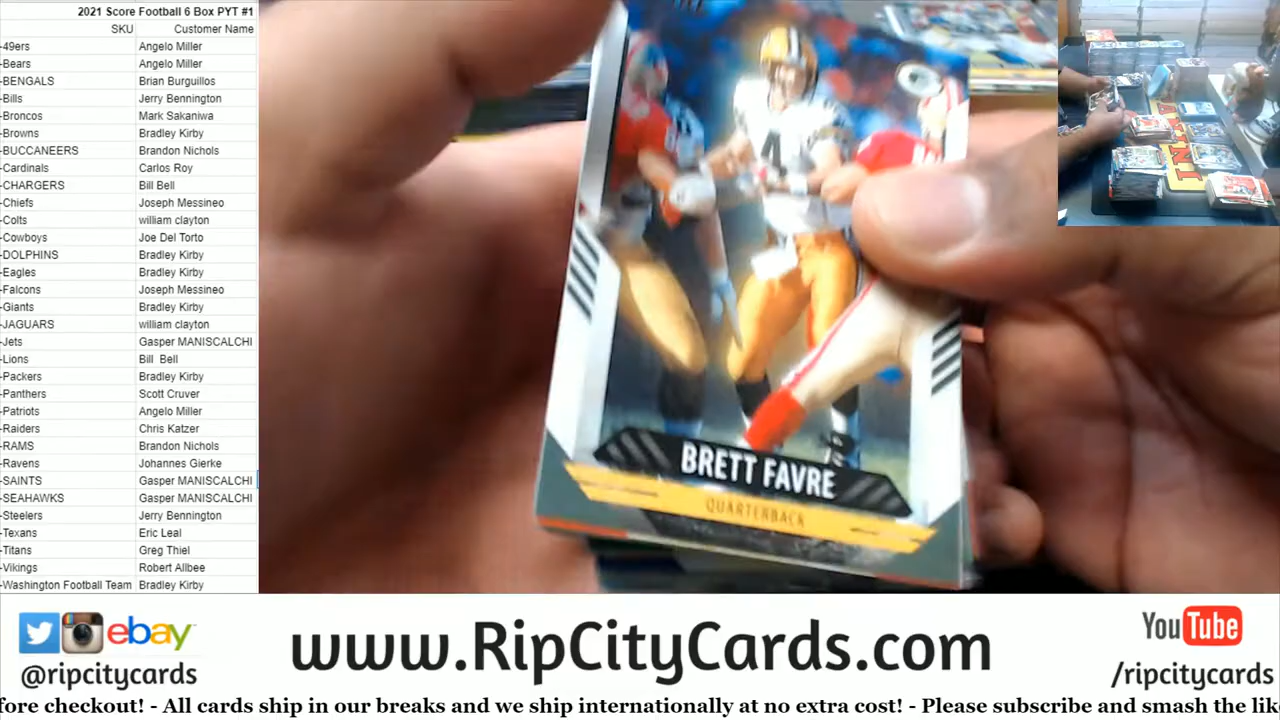 2021 Score Football 6 Box PYT #1
SKU Customer Name
-49ers Angelo Miller
-Bears Angelo Miller
-BENGALS Brian Burguillos
-Bills Jerry Bennington
-Broncos Mark Sakaniwa
-Browns Bradley Kirby
-BUCCANEERS Brandon Nichols
-Cardinals Carlos Roy
-CHARGERS Bill Bell
-Chiefs Joseph Messineo
-Colts william clayton
-Cowboys Joe Del Torto
-DOLPHINS Bradley Kirby
-Eagles Bradley Kirby
-Falcons Joseph Messineo
-Giants Bradley Kirby
-JAGUARS william clayton
-Jets Gasper MANISCALCHI
-Lions Bill Bell
-Packers Bradley Kirby
-Panthers Scott Cruver
-Patriots Angelo Miller
-Raiders Chris Katzer
-RAMS Brandon Nichols
-Ravens Johannes Gierke
-SAINTS Gasper MANISCALCHI
-SEAHAWKS Gasper MANISCALCHI
-Steelers Jerry Bennington
-Texans Eric Leal
-Titans Greg Thiel
-Vikings Robert Allbee
-Washington Football Team Bradley Kirby
4
BRETT FAVRE
QUARTERBACK
ebay
@ripcitycards
www.RipCityCards.com
YouTube
/ripcitycards
fore checkout! - All cards ship in our breaks and we ship internationally at no extra cost! - Please subscribe and smash the lik